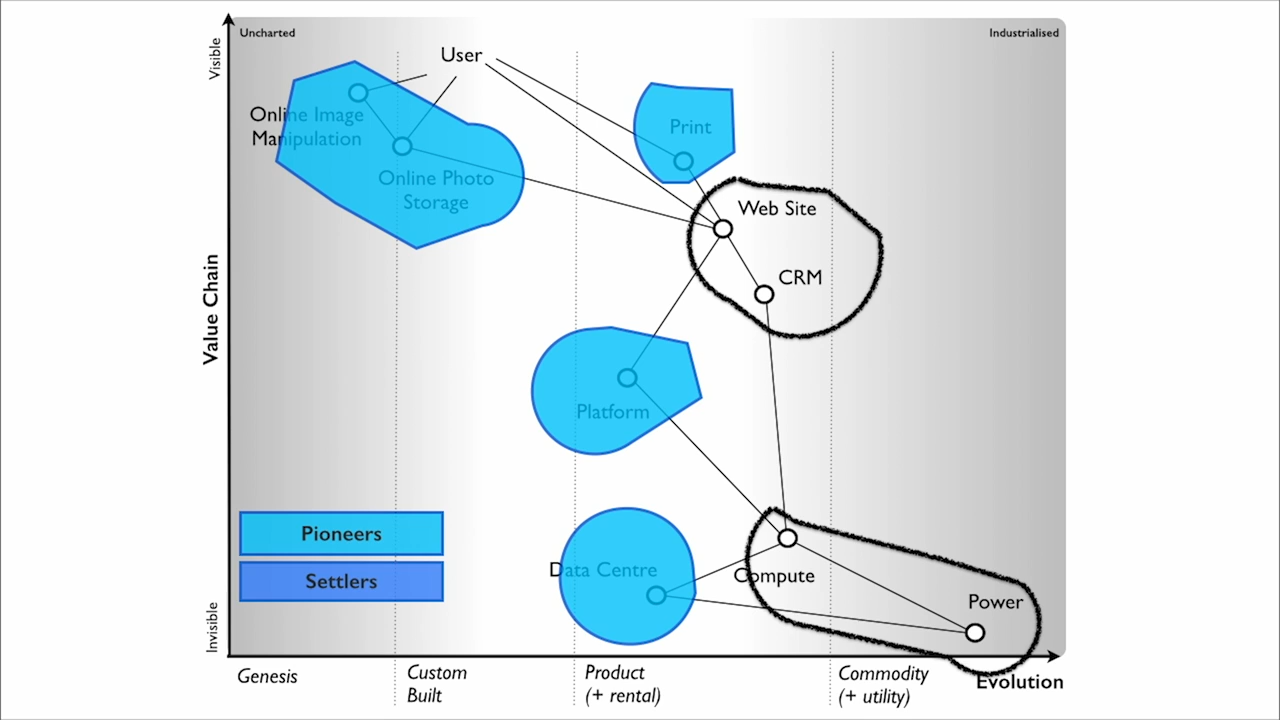 Uncharted
Industrialised
Visible
User
Online Image
Manipulation
Print
Online Photo
Storage
Web Site
CRM
Value Chain
Platform
Pioneers
Settlers
Data Centre
Compute
Power
Invisible
Genesis
Custom
Built
Product
(+ rental)
Commodity
(+ utility)
Evolution